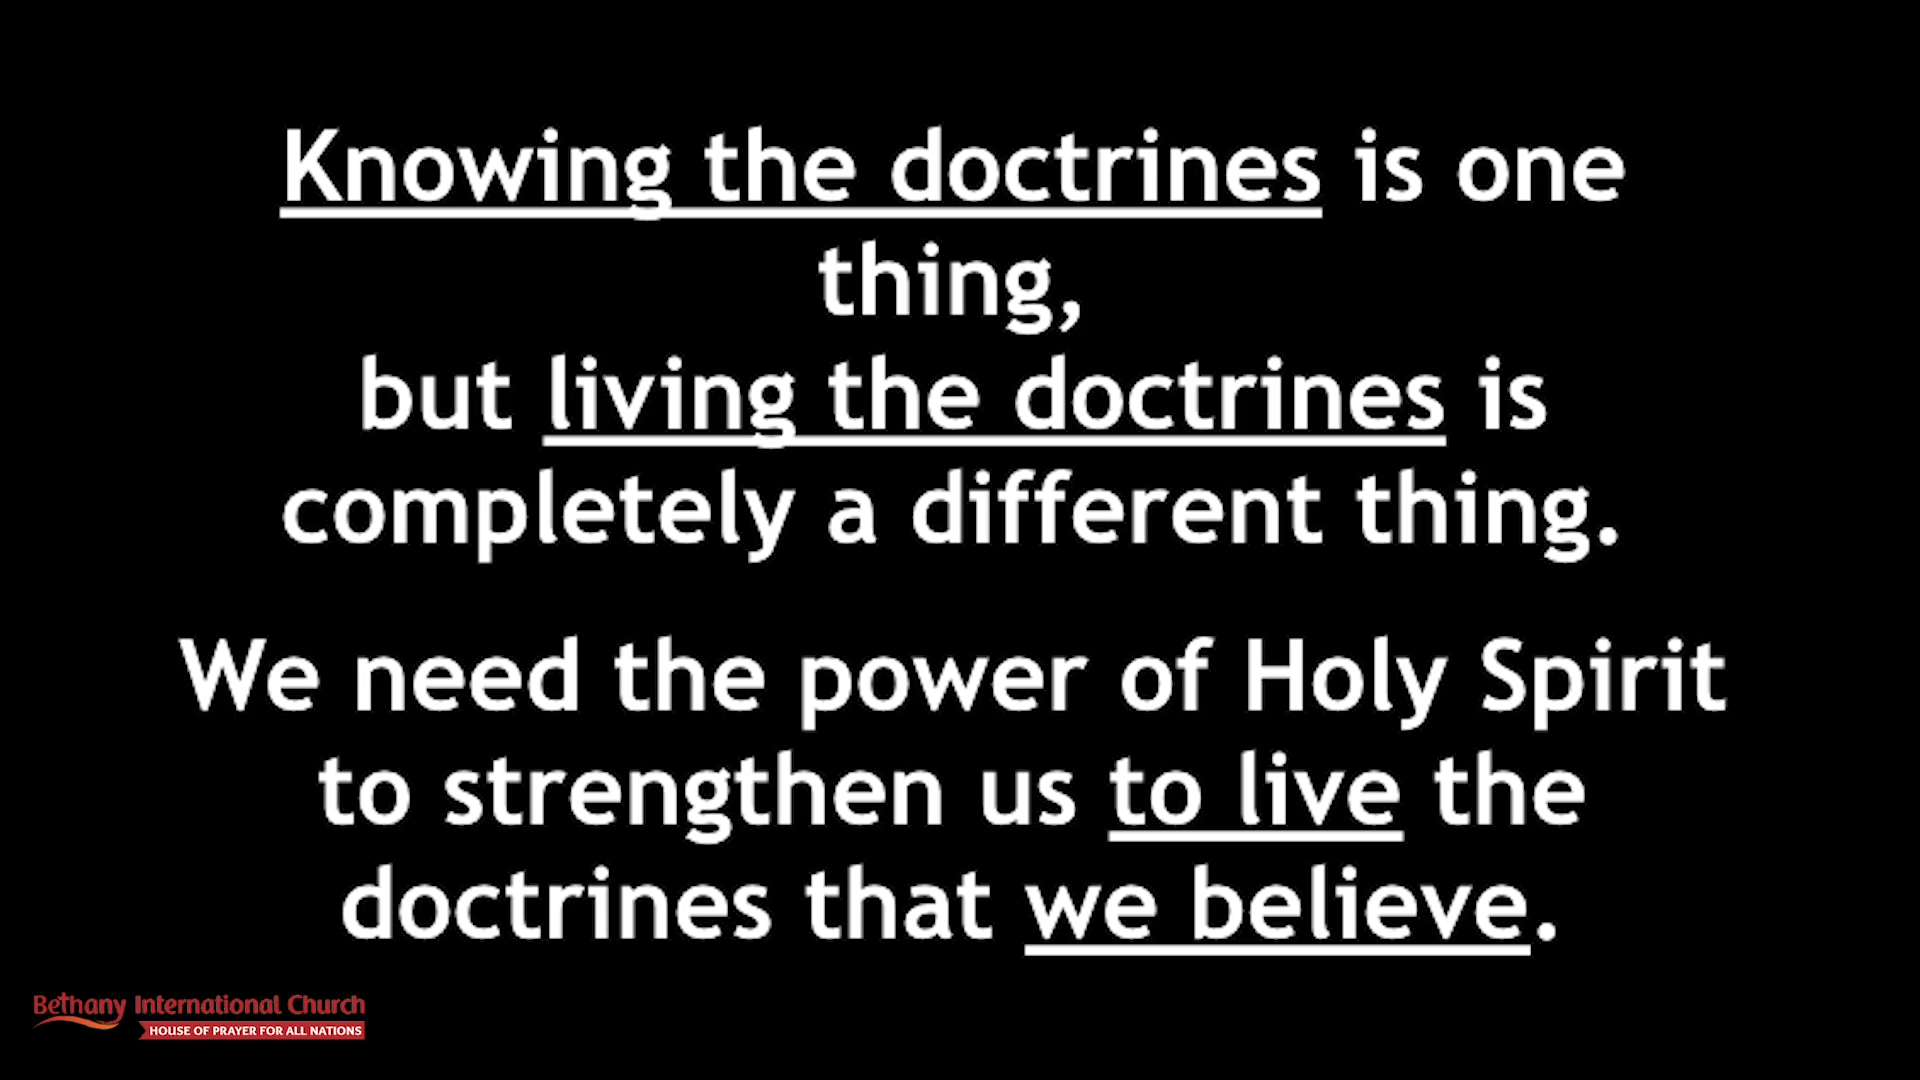 Knowing the doctrines is one
thing,
but living the doctrines is
completely a different thing.
We need the power of Holy Spirit
to strengthen us to live the
doctrines that we believe.
Bethany International Church
HOUSE OF PRAYER FOR ALL NATIONS